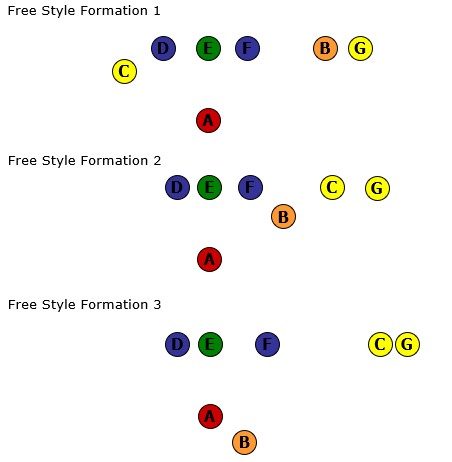 Free Style Formation 1
D E F B G
C
A
Free Style Formation 2
D E F C G
B
A
Free Style Formation 3
D E F C G
A
B